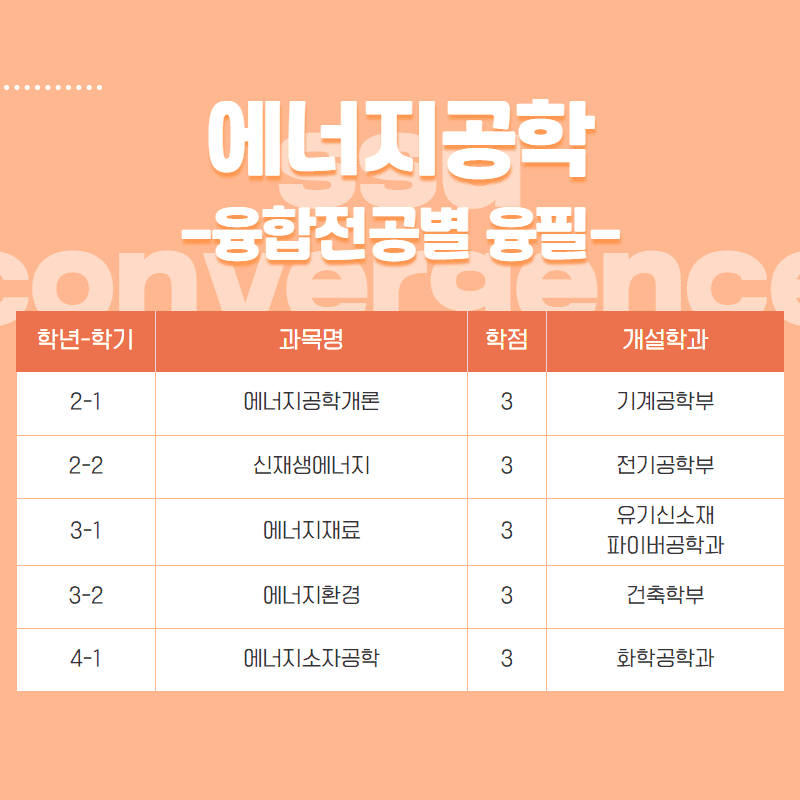 ssu
convergence
에너지공학
-융합전공별 융필-
학년-학기 과목명 학점 개설학과
2-1 에너지공학개론 3 기계공학부
2-2 신재생에너지 3 전기공학부
3-1 에너지재료 3 유기신소재
파이버공학과
3-2 에너지환경 3 건축학부
4-1 에너지소자공학 3 화학공학과